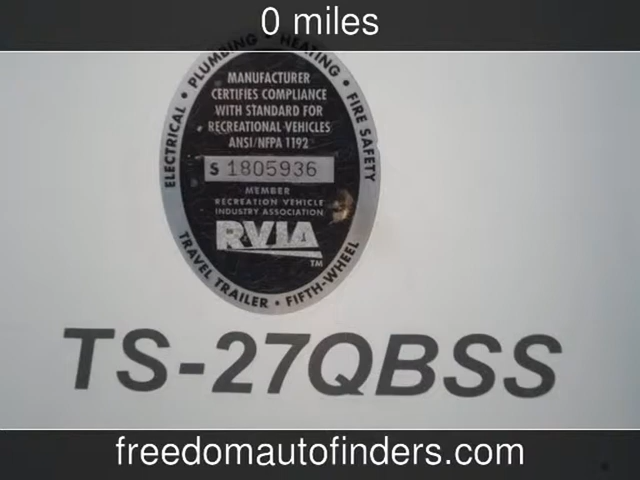 0 miles
ELECTRICAL • PLUMBING • HEATING • FIRE SAFETY
MANUFACTURER
CERTIFIES COMPLIANCE
WITH STANDARD FOR
RECREATIONAL VEHICLES
ANSI/NFPA 1192
S 1805936
MEMBER
RECREATION VEHICLE
INDUSTRY ASSOCIATION
RVIA
TM
TRAVEL TRAILER • FIFTH-WHEEL
TS-27QBSS
freedomautofinders.com